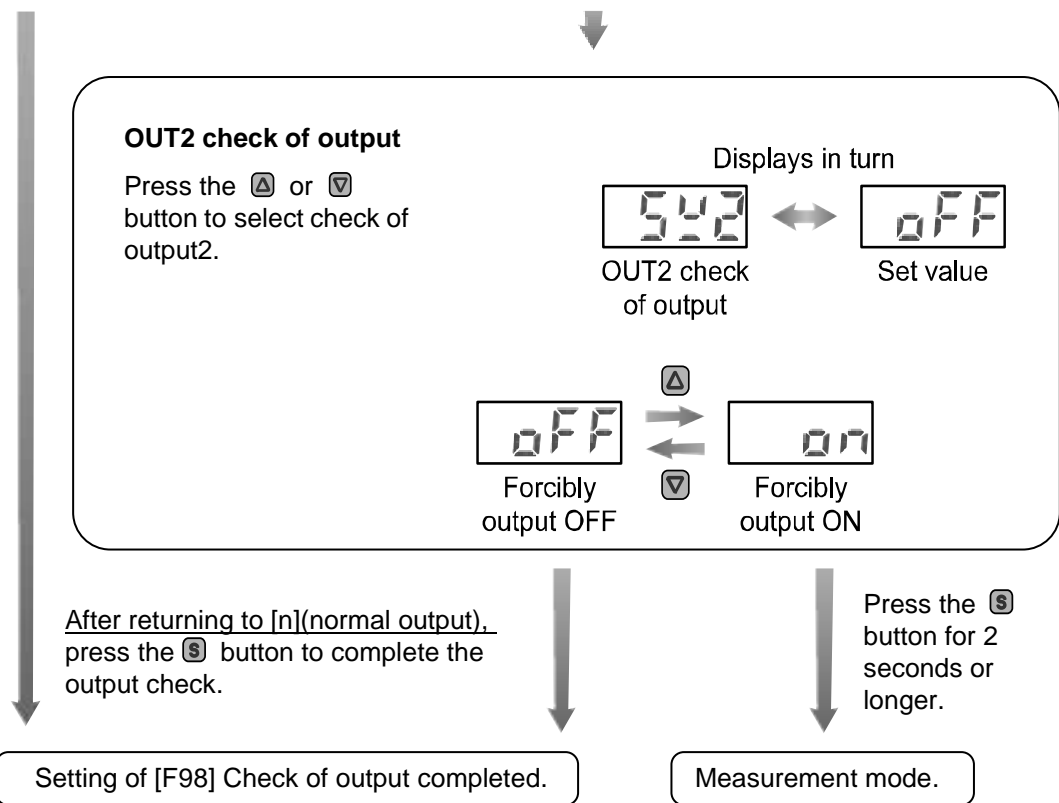 OUT2 check of output
Press the △ or ▽
button to select check of
output2.
Displays in turn
SW2
oFF
OUT2 check
of output
Set value
△
oFF
on
▽
Forcibly
output OFF
Forcibly
output ON
After returning to [n](normal output),
press the S button to complete the
output check.
Press the S
button for 2
seconds or
longer.
Setting of [F98] Check of output completed.
Measurement mode.